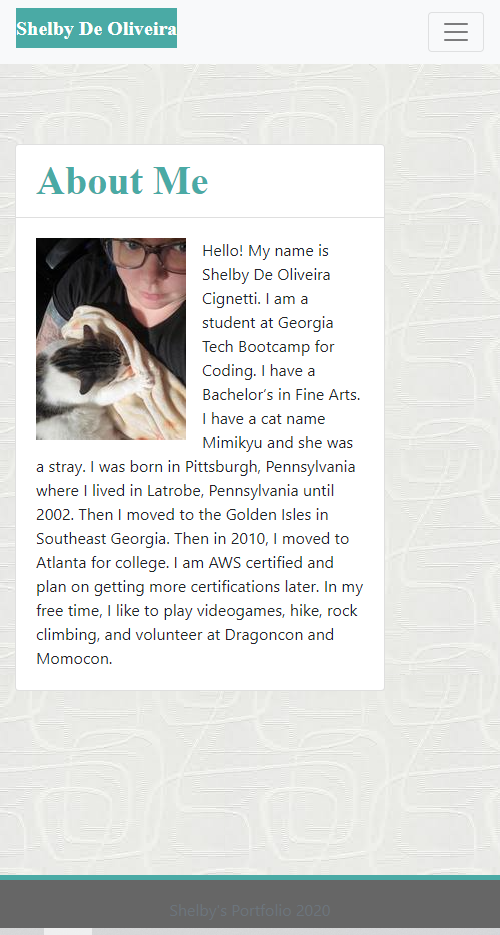 Shelby De Oliveira
About Me
Hello! My name is
Shelby De Oliveira
Cignetti. I am a
student at Georgia
Tech Bootcamp for
Coding. I have a
Bachelor's in Fine Arts.
I have a cat name
Mimikyu and she was
a stray. I was born in Pittsburgh, Pennsylvania
where I lived in Latrobe, Pennsylvania until
2002. Then I moved to the Golden Isles in
Southeast Georgia. Then in 2010, I moved to
Atlanta for college. I am AWS certified and
plan on getting more certifications later. In my
free time, I like to play videogames, hike, rock
climbing, and volunteer at Dragoncon and
Momocon.
Shelby's Portfolio 2020